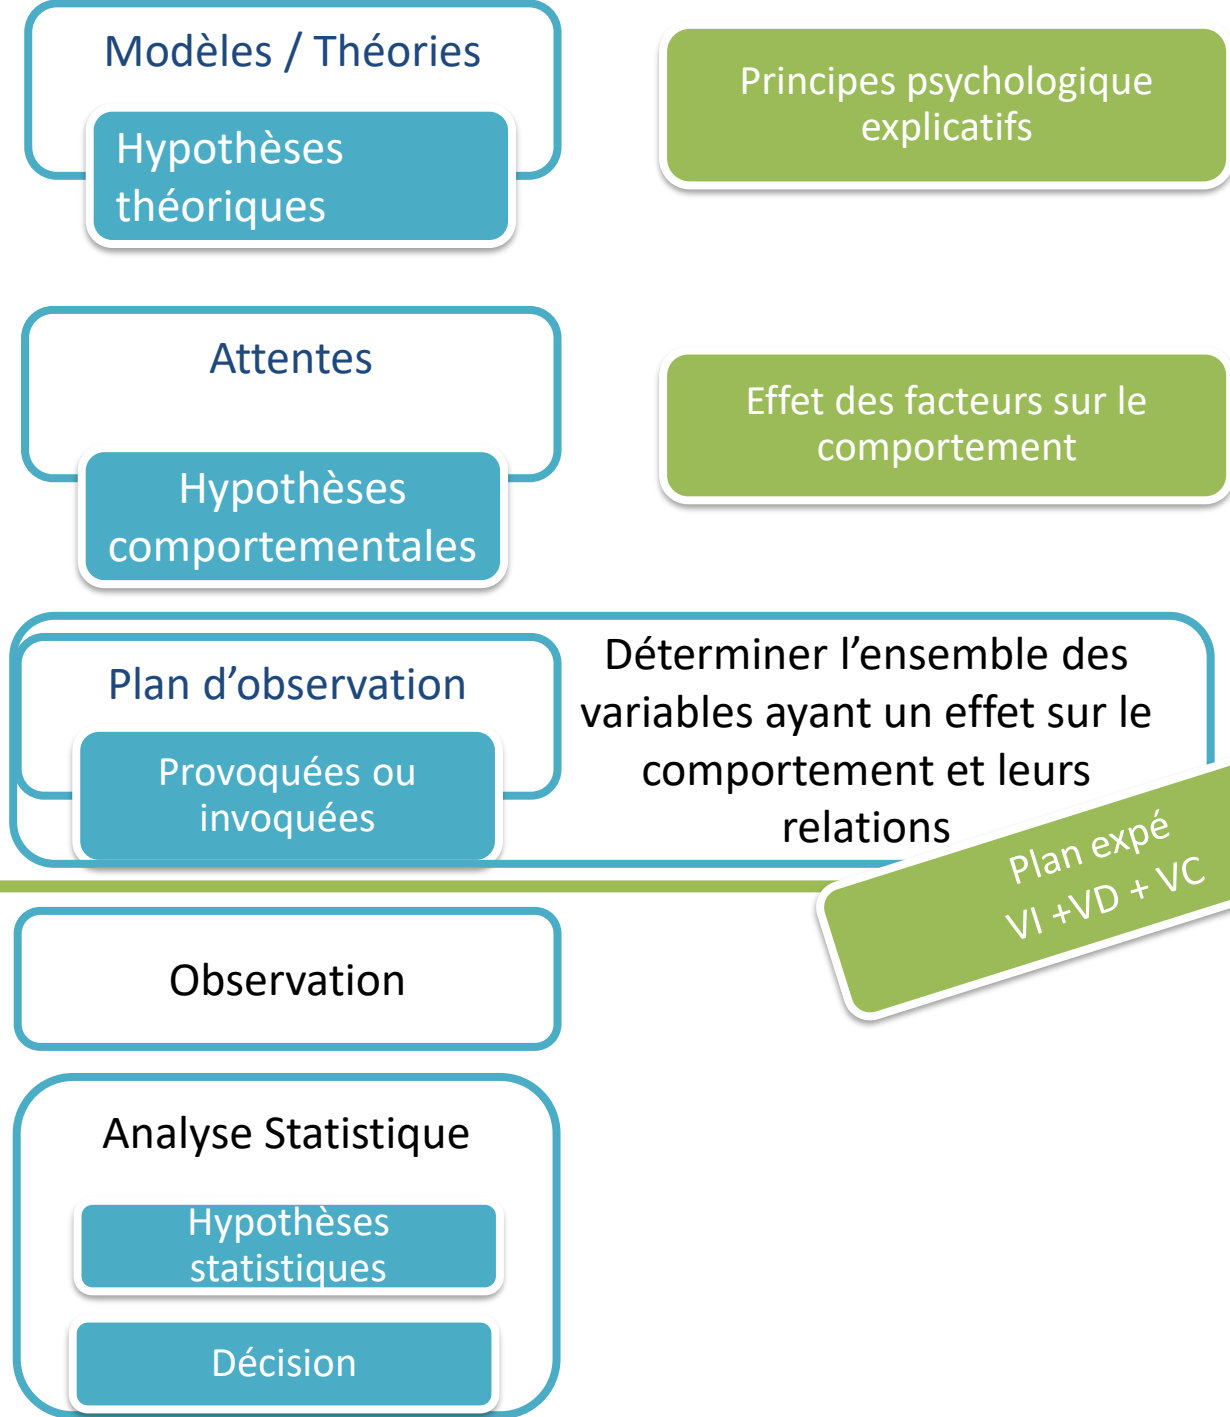 Modèles / Théories
Hypothèses
théoriques
Principes psychologique
explicatifs
Attentes
Hypothèses
comportementales
Effet des facteurs sur le
comportement
Plan d’observation
Provoquées ou
invoquées
Déterminer l’ensemble des
variables ayant un effet sur le
comportement et leurs
relations
Plan expé
VI +VD + VC
Observation
Analyse Statistique
Hypothèses
statistiques
Décision